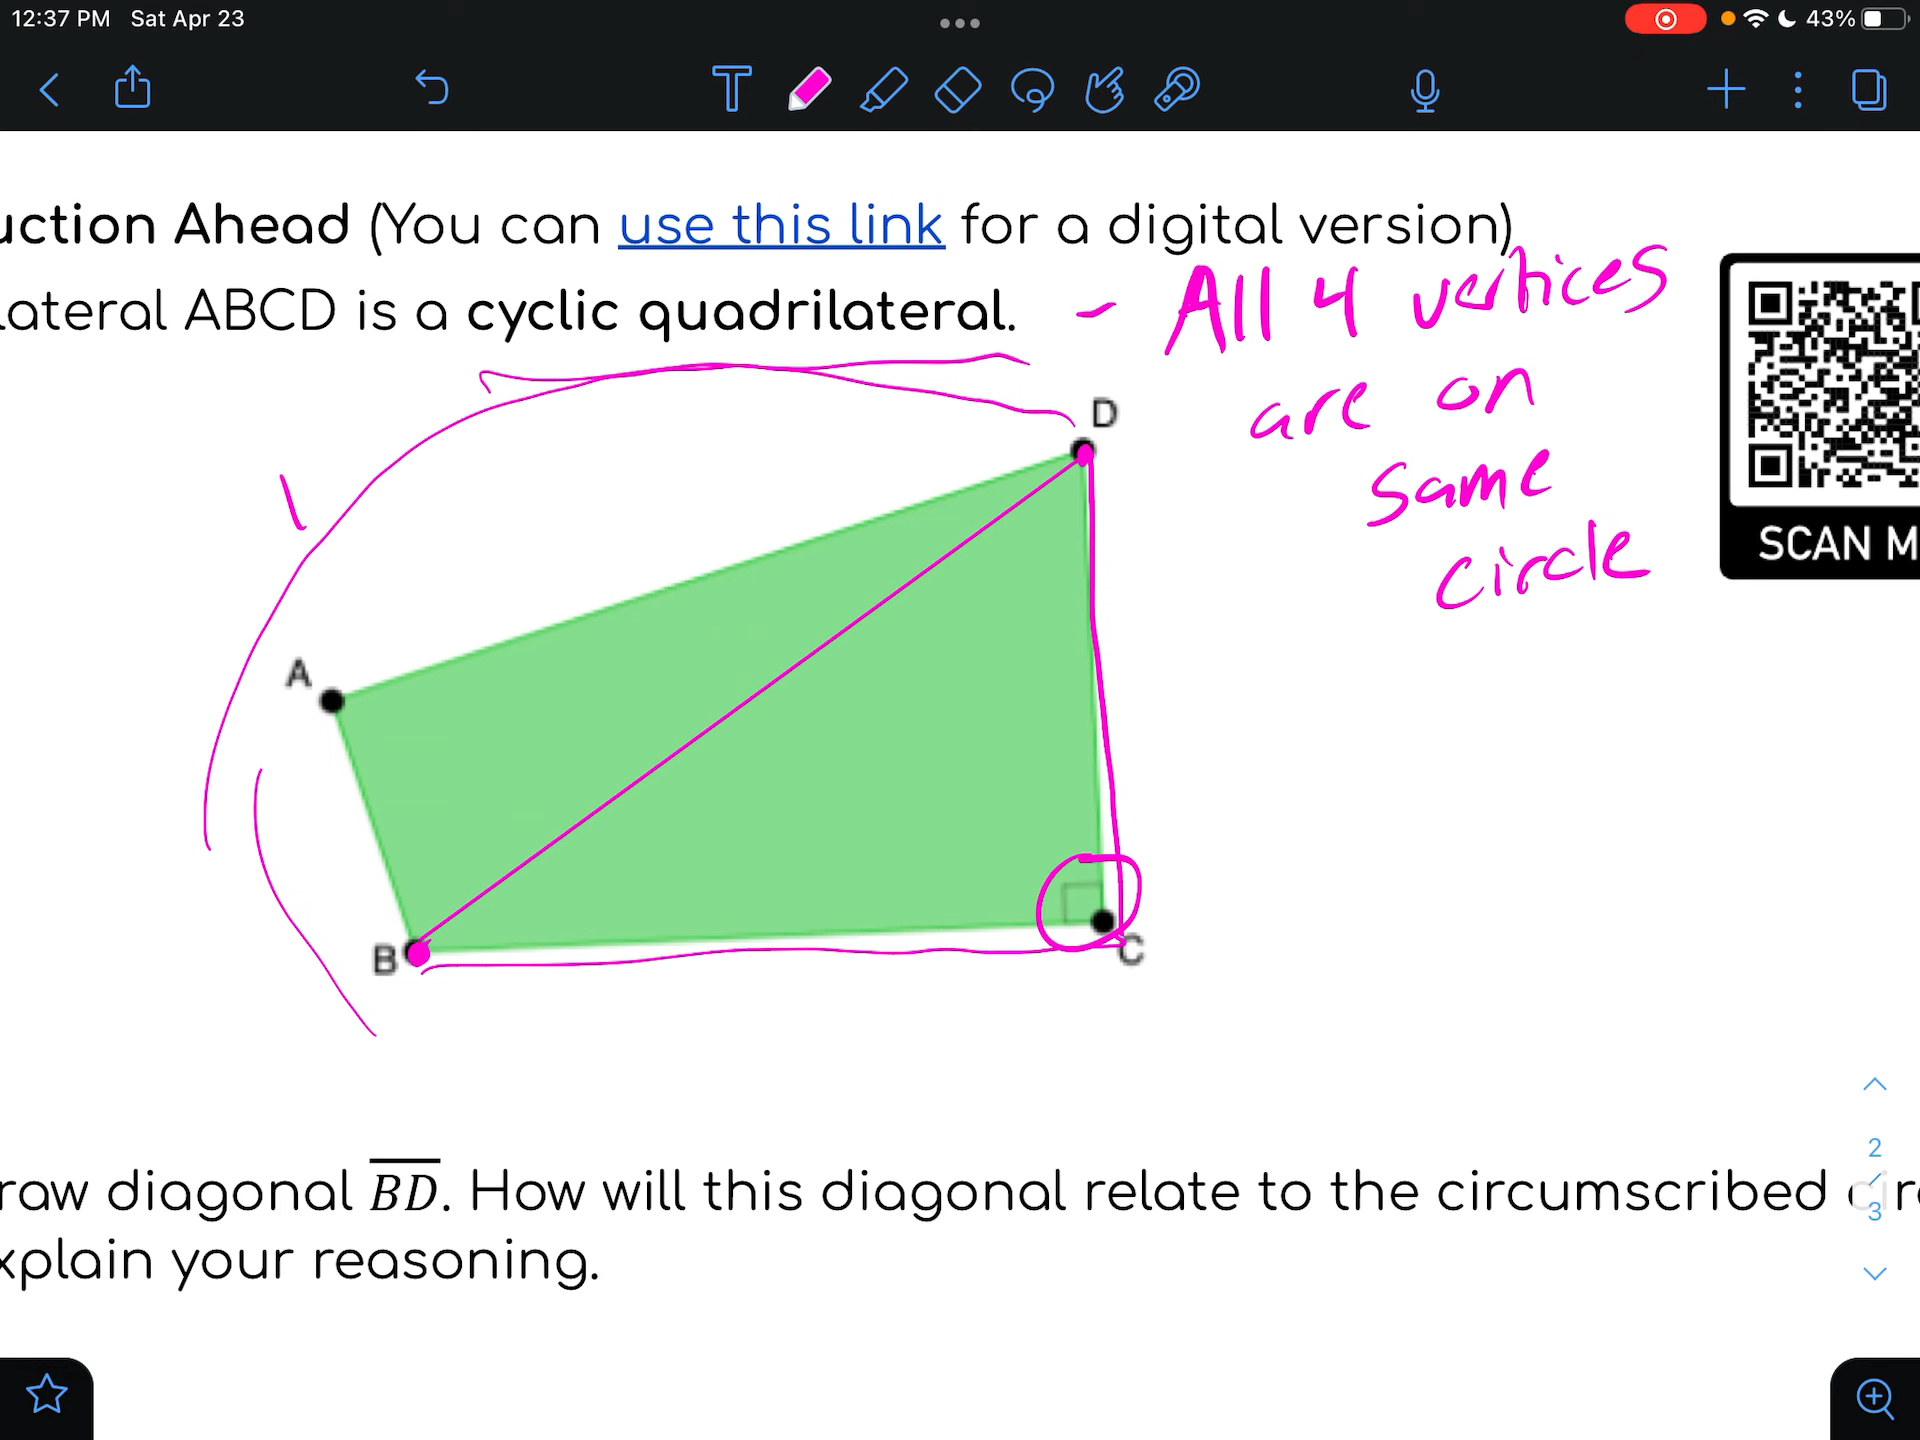 12:37 PM Sat Apr 23
43%
uction Ahead (You can use this link for a digital version)
lateral ABCD is a cyclic quadrilateral.
- All 4 vertices
are on
same
circle
SCAN M
D
A
B
C
raw diagonal BD. How will this diagonal relate to the circumscribed circ
xplain your reasoning.
2
/
3